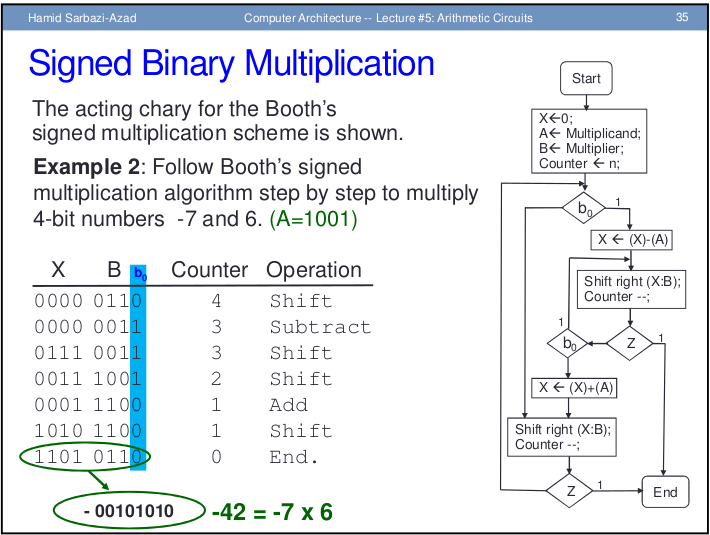 Hamid Sarbazi-Azad Computer Architecture -- Lecture #5: Arithmetic Circuits 35
Signed Binary Multiplication
The acting chary for the Booth's
signed multiplication scheme is shown.
Example 2: Follow Booth's signed
multiplication algorithm step by step to multiply
4-bit numbers -7 and 6. (A=1001)
X B b0 Counter Operation
0000 0110 4 Shift
0000 0011 3 Subtract
0111 0011 3 Shift
0011 1001 2 Shift
0001 1100 1 Add
1010 1100 1 Shift
1101 0110 0 End.
- 00101010 -42 = -7 x 6
Start
X←0;
A← Multiplicand;
B← Multiplier;
Counter ← n;
b0 1
X ← (X)-(A)
Shift right (X:B);
Counter --;
1
b0 Z 1
X ← (X)+(A)
Shift right (X:B);
Counter --;
Z 1 End